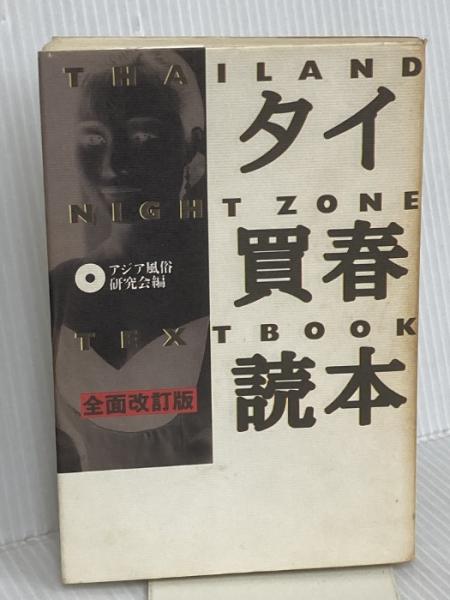 THAILAND
タイ
NIGHT ZONE
アジア風俗
研究会編
買春
TEXTBOOK
全面改訂版
読本